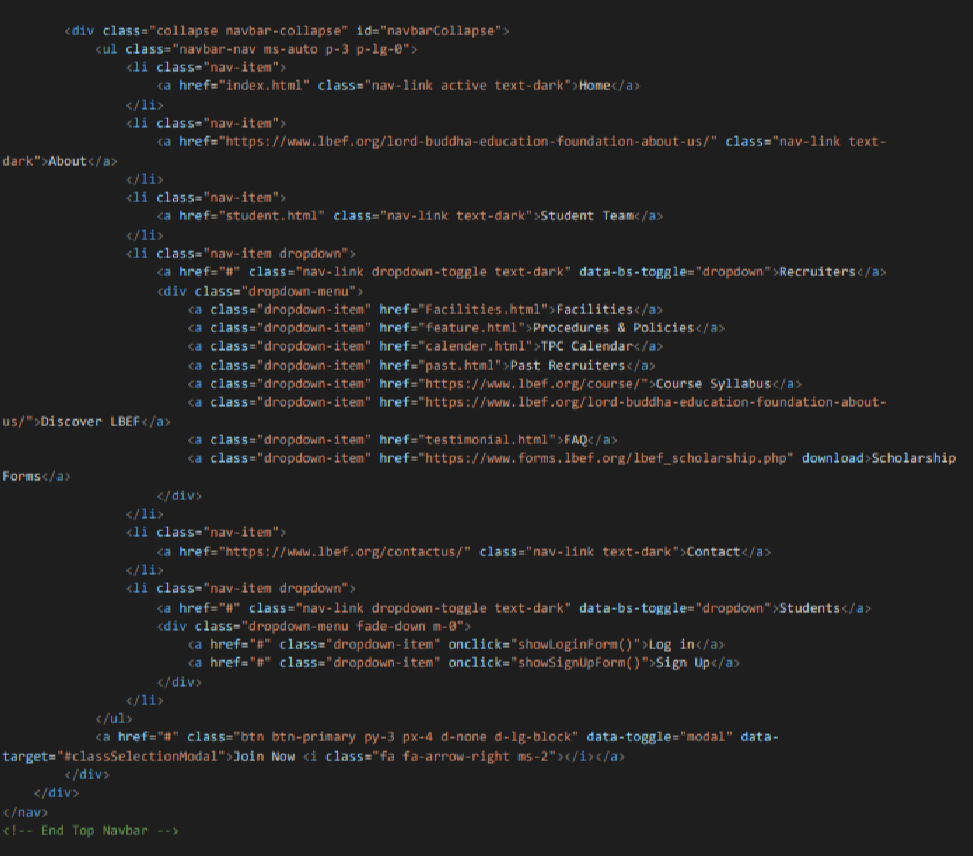 <div class="collapse navbar-collapse" id="navbarCollapse">
<ul class="navbar-nav ms-auto p-3 p-lg-0">
<li class="nav-item">
<a href="index.html" class="nav-link active text-dark">Home</a>
</li>
<li class="nav-item">
<a href="https://www.lbef.org/lord-buddha-education-foundation-about-us/" class="nav-link text-
dark">About</a>
</li>
<li class="nav-item">
<a href="student.html" class="nav-link text-dark">Student Team</a>
</li>
<li class="nav-item dropdown">
<a href="#" class="nav-link dropdown-toggle text-dark" data-bs-toggle="dropdown">Recruiters</a>
<div class="dropdown-menu">
<a class="dropdown-item" href="Facilities.html">Facilities</a>
<a class="dropdown-item" href="feature.html">Procedures & Policies</a>
<a class="dropdown-item" href="calender.html">TPC Calendar</a>
<a class="dropdown-item" href="past.html">Past Recruiters</a>
<a class="dropdown-item" href="https://www.lbef.org/course/">Course Syllabus</a>
<a class="dropdown-item" href="https://www.lbef.org/lord-buddha-education-foundation-about-
us/">Discover LBEF</a>
<a class="dropdown-item" href="testimonial.html">FAQ</a>
<a class="dropdown-item" href="https://www.forms.lbef.org/lbef_scholarship.php" download>Scholarship
Forms</a>
</div>
</li>
<li class="nav-item">
<a href="https://www.lbef.org/contactus/" class="nav-link text-dark">Contact</a>
</li>
<li class="nav-item dropdown">
<a href="#" class="nav-link dropdown-toggle text-dark" data-bs-toggle="dropdown">Students</a>
<div class="dropdown-menu fade-down m-0">
<a href="#" class="dropdown-item" onclick="showLoginForm()">Log in</a>
<a href="#" class="dropdown-item" onclick="showSignUpForm()">Sign Up</a>
</div>
</li>
</ul>
<a href="#" class="btn btn-primary py-3 px-4 d-none d-lg-block" data-toggle="modal" data-
target="#classSelectionModal">Join Now <i class="fa fa-arrow-right ms-2"></i></a>
</div>
</div>
</nav>
<!-- End Top Navbar -->